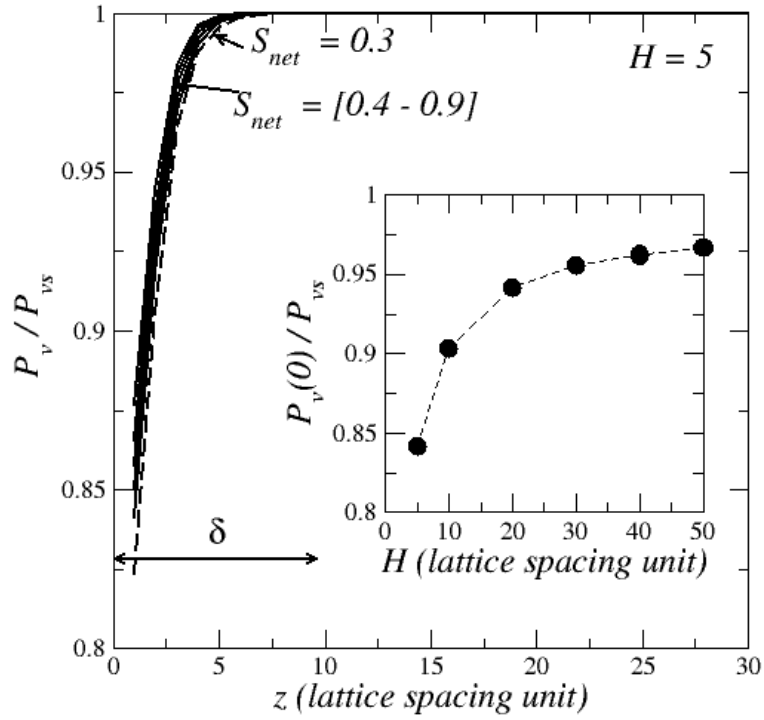 1
S_net = 0.3
H = 5
S_net = [0.4 - 0.9]
0.95
0.9
0.85
0.8
P_v / P_vs
δ
0
5
10
15
20
25
30
z (lattice spacing unit)
1
0.95
0.9
0.85
0.8
P_v(0) / P_vs
0
10
20
30
40
50
H (lattice spacing unit)